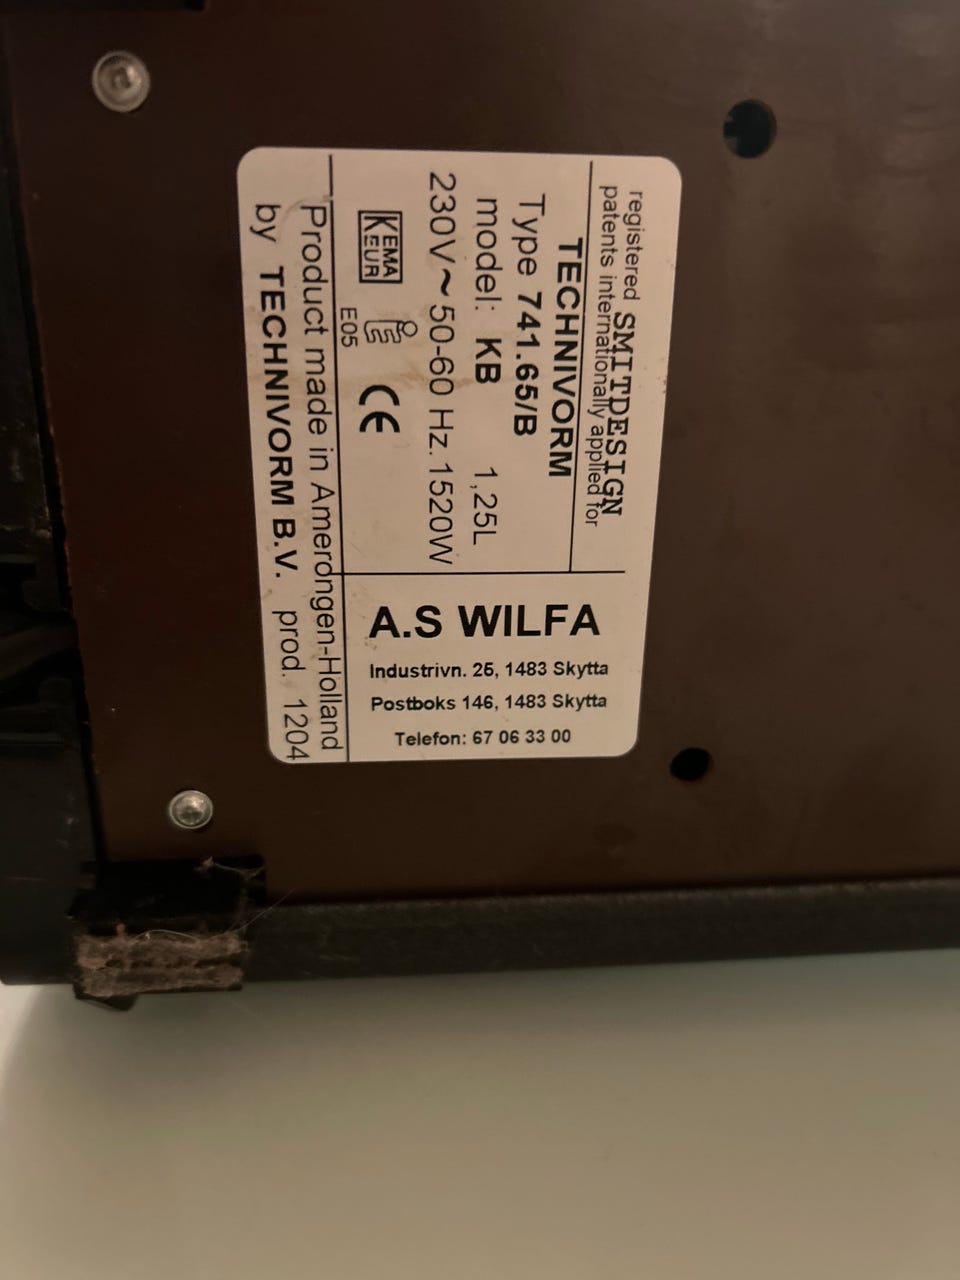 registered SMITDESIGN
patents internationally applied for
TECHNIVORM
Type 741.65/B
model: KB 1,25L
230V~50-60 Hz. 1520W
KEMA
EUR
E05
CE
Product made in Amerongen-Holland
by TECHNIVORM B.V. prod. 1204
A.S WILFA
Industrivn. 25, 1483 Skytta
Postboks 146, 1483 Skytta
Telefon: 67 06 33 00